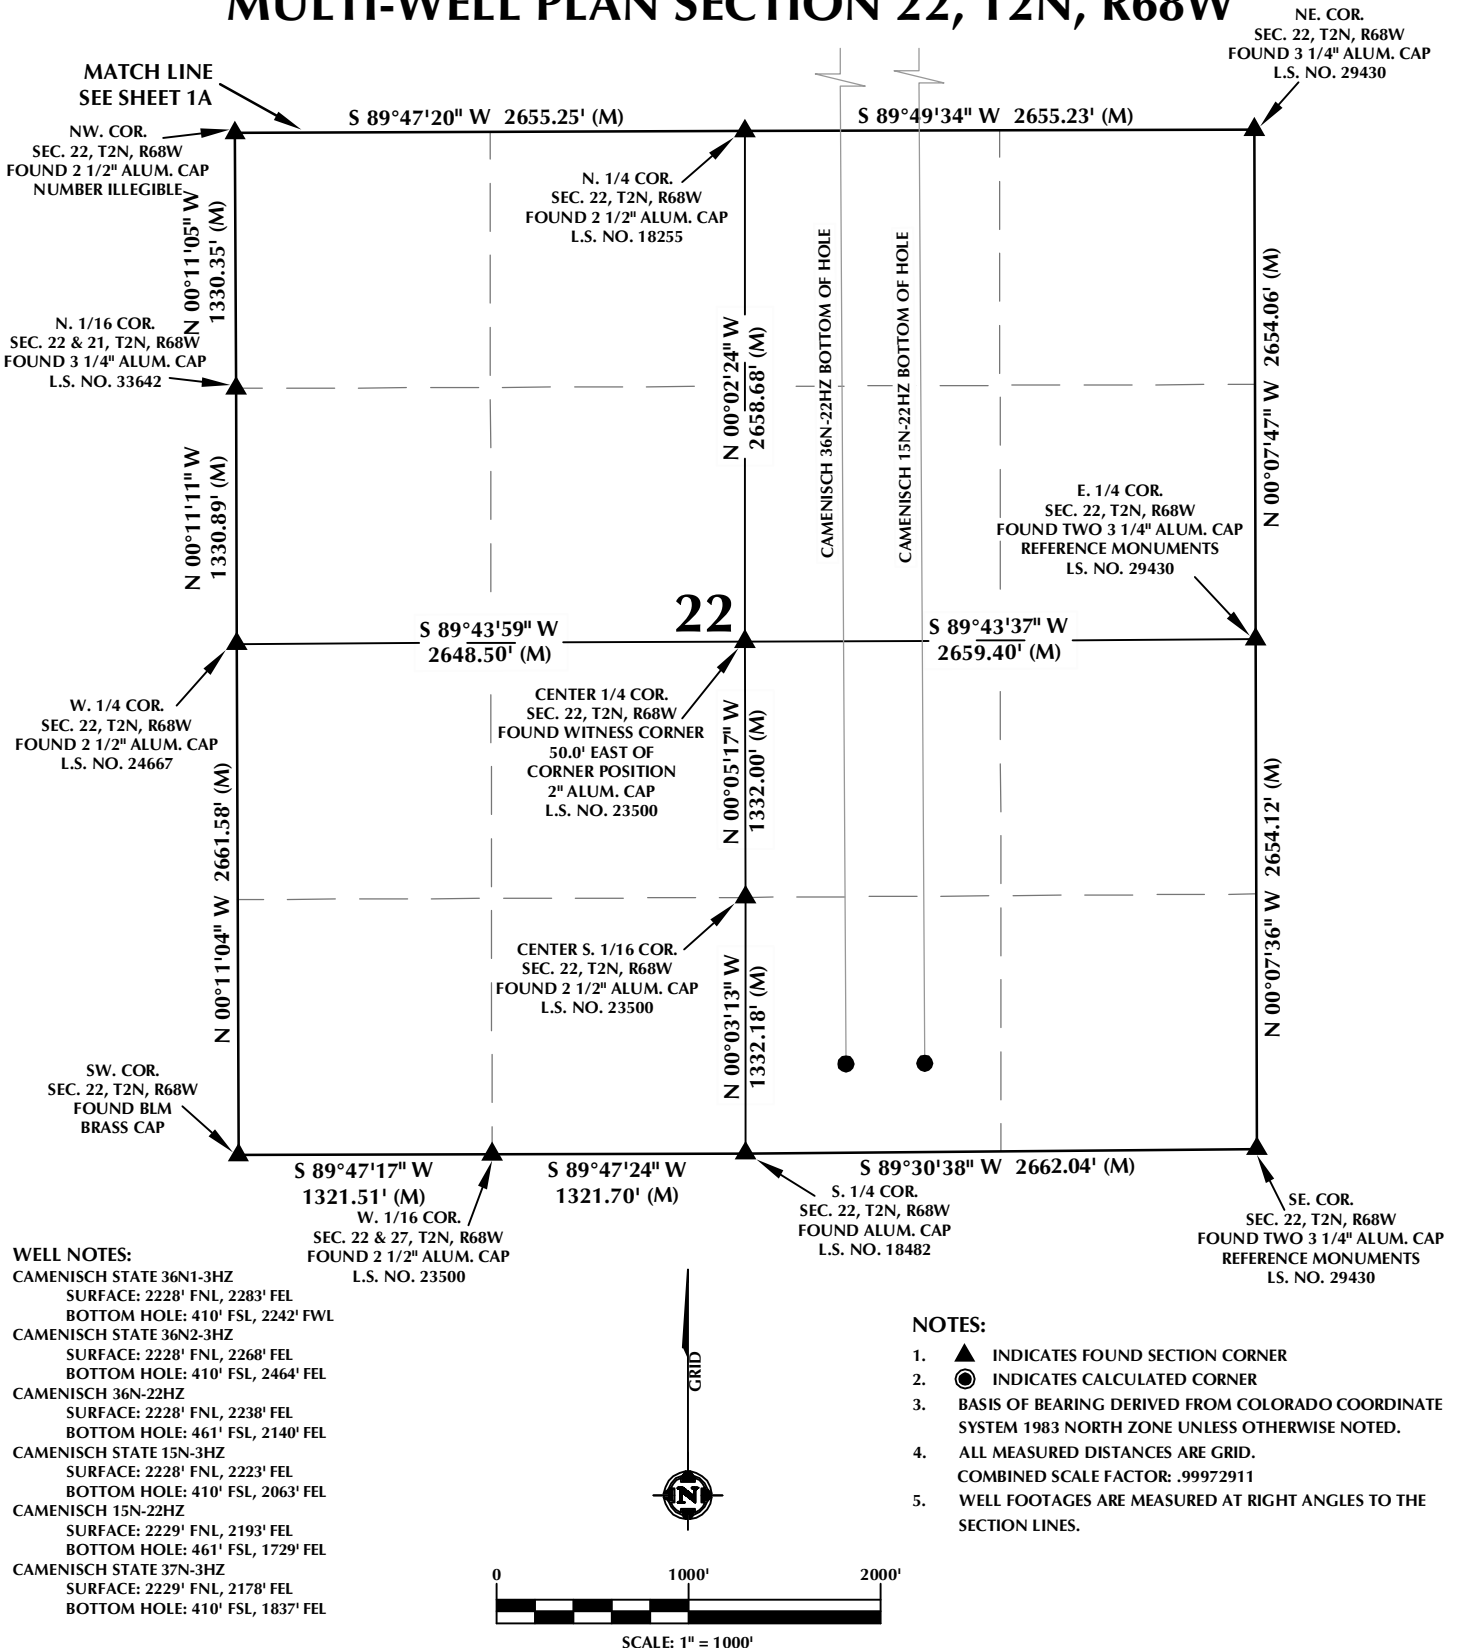 MULTI-WELL PLAN SECTION 22, T2N, R68W
NE. COR.
SEC. 22, T2N, R68W
FOUND 3 1/4" ALUM. CAP
L.S. NO. 29430
MATCH LINE
SEE SHEET 1A
S 89°47'20" W 2655.25' (M)
S 89°49'34" W 2655.23' (M)
NW. COR.
SEC. 22, T2N, R68W
FOUND 2 1/2" ALUM. CAP
NUMBER ILLEGIBLE
N. 1/4 COR.
SEC. 22, T2N, R68W
FOUND 2 1/2" ALUM. CAP
L.S. NO. 18255
N 00°11'05" W
1330.35' (M)
N. 1/16 COR.
SEC. 22 & 21, T2N, R68W
FOUND 3 1/4" ALUM. CAP
L.S. NO. 33642
N 00°02'24" W
2658.68' (M)
CAMENISCH 36N-22HZ BOTTOM OF HOLE
CAMENISCH 15N-22HZ BOTTOM OF HOLE
N 00°07'47" W 2654.06' (M)
N 00°11'11" W
1330.89' (M)
E. 1/4 COR.
SEC. 22, T2N, R68W
FOUND TWO 3 1/4" ALUM. CAP
REFERENCE MONUMENTS
LS. NO. 29430
22
S 89°43'59" W
2648.50' (M)
S 89°43'37" W
2659.40' (M)
W. 1/4 COR.
SEC. 22, T2N, R68W
FOUND 2 1/2" ALUM. CAP
L.S. NO. 24667
CENTER 1/4 COR.
SEC. 22, T2N, R68W
FOUND WITNESS CORNER
50.0' EAST OF
CORNER POSITION
2" ALUM. CAP
L.S. NO. 23500
N 00°05'17" W
1332.00' (M)
N 00°11'04" W 2661.58' (M)
N 00°07'36" W 2654.12' (M)
CENTER S. 1/16 COR.
SEC. 22, T2N, R68W
FOUND 2 1/2" ALUM. CAP
L.S. NO. 23500
N 00°03'13" W
1332.18' (M)
SW. COR.
SEC. 22, T2N, R68W
FOUND BLM
BRASS CAP
S 89°47'17" W
1321.51' (M)
S 89°47'24" W
1321.70' (M)
S 89°30'38" W 2662.04' (M)
W. 1/16 COR.
SEC. 22 & 27, T2N, R68W
FOUND 2 1/2" ALUM. CAP
L.S. NO. 23500
S. 1/4 COR.
SEC. 22, T2N, R68W
FOUND ALUM. CAP
L.S. NO. 18482
SE. COR.
SEC. 22, T2N, R68W
FOUND TWO 3 1/4" ALUM. CAP
REFERENCE MONUMENTS
LS. NO. 29430
WELL NOTES:
CAMENISCH STATE 36N1-3HZ
SURFACE: 2228' FNL, 2283' FEL
BOTTOM HOLE: 410' FSL, 2242' FWL
CAMENISCH STATE 36N2-3HZ
SURFACE: 2228' FNL, 2268' FEL
BOTTOM HOLE: 410' FSL, 2464' FEL
CAMENISCH 36N-22HZ
SURFACE: 2228' FNL, 2238' FEL
BOTTOM HOLE: 461' FSL, 2140' FEL
CAMENISCH STATE 15N-3HZ
SURFACE: 2228' FNL, 2223' FEL
BOTTOM HOLE: 410' FSL, 2063' FEL
CAMENISCH 15N-22HZ
SURFACE: 2229' FNL, 2193' FEL
BOTTOM HOLE: 461' FSL, 1729' FEL
CAMENISCH STATE 37N-3HZ
SURFACE: 2229' FNL, 2178' FEL
BOTTOM HOLE: 410' FSL, 1837' FEL
GRID
N
NOTES:
1. INDICATES FOUND SECTION CORNER
2. INDICATES CALCULATED CORNER
3. BASIS OF BEARING DERIVED FROM COLORADO COORDINATE
SYSTEM 1983 NORTH ZONE UNLESS OTHERWISE NOTED.
4. ALL MEASURED DISTANCES ARE GRID.
COMBINED SCALE FACTOR: .99972911
5. WELL FOOTAGES ARE MEASURED AT RIGHT ANGLES TO THE
SECTION LINES.
0 1000' 2000'
SCALE: 1" = 1000'